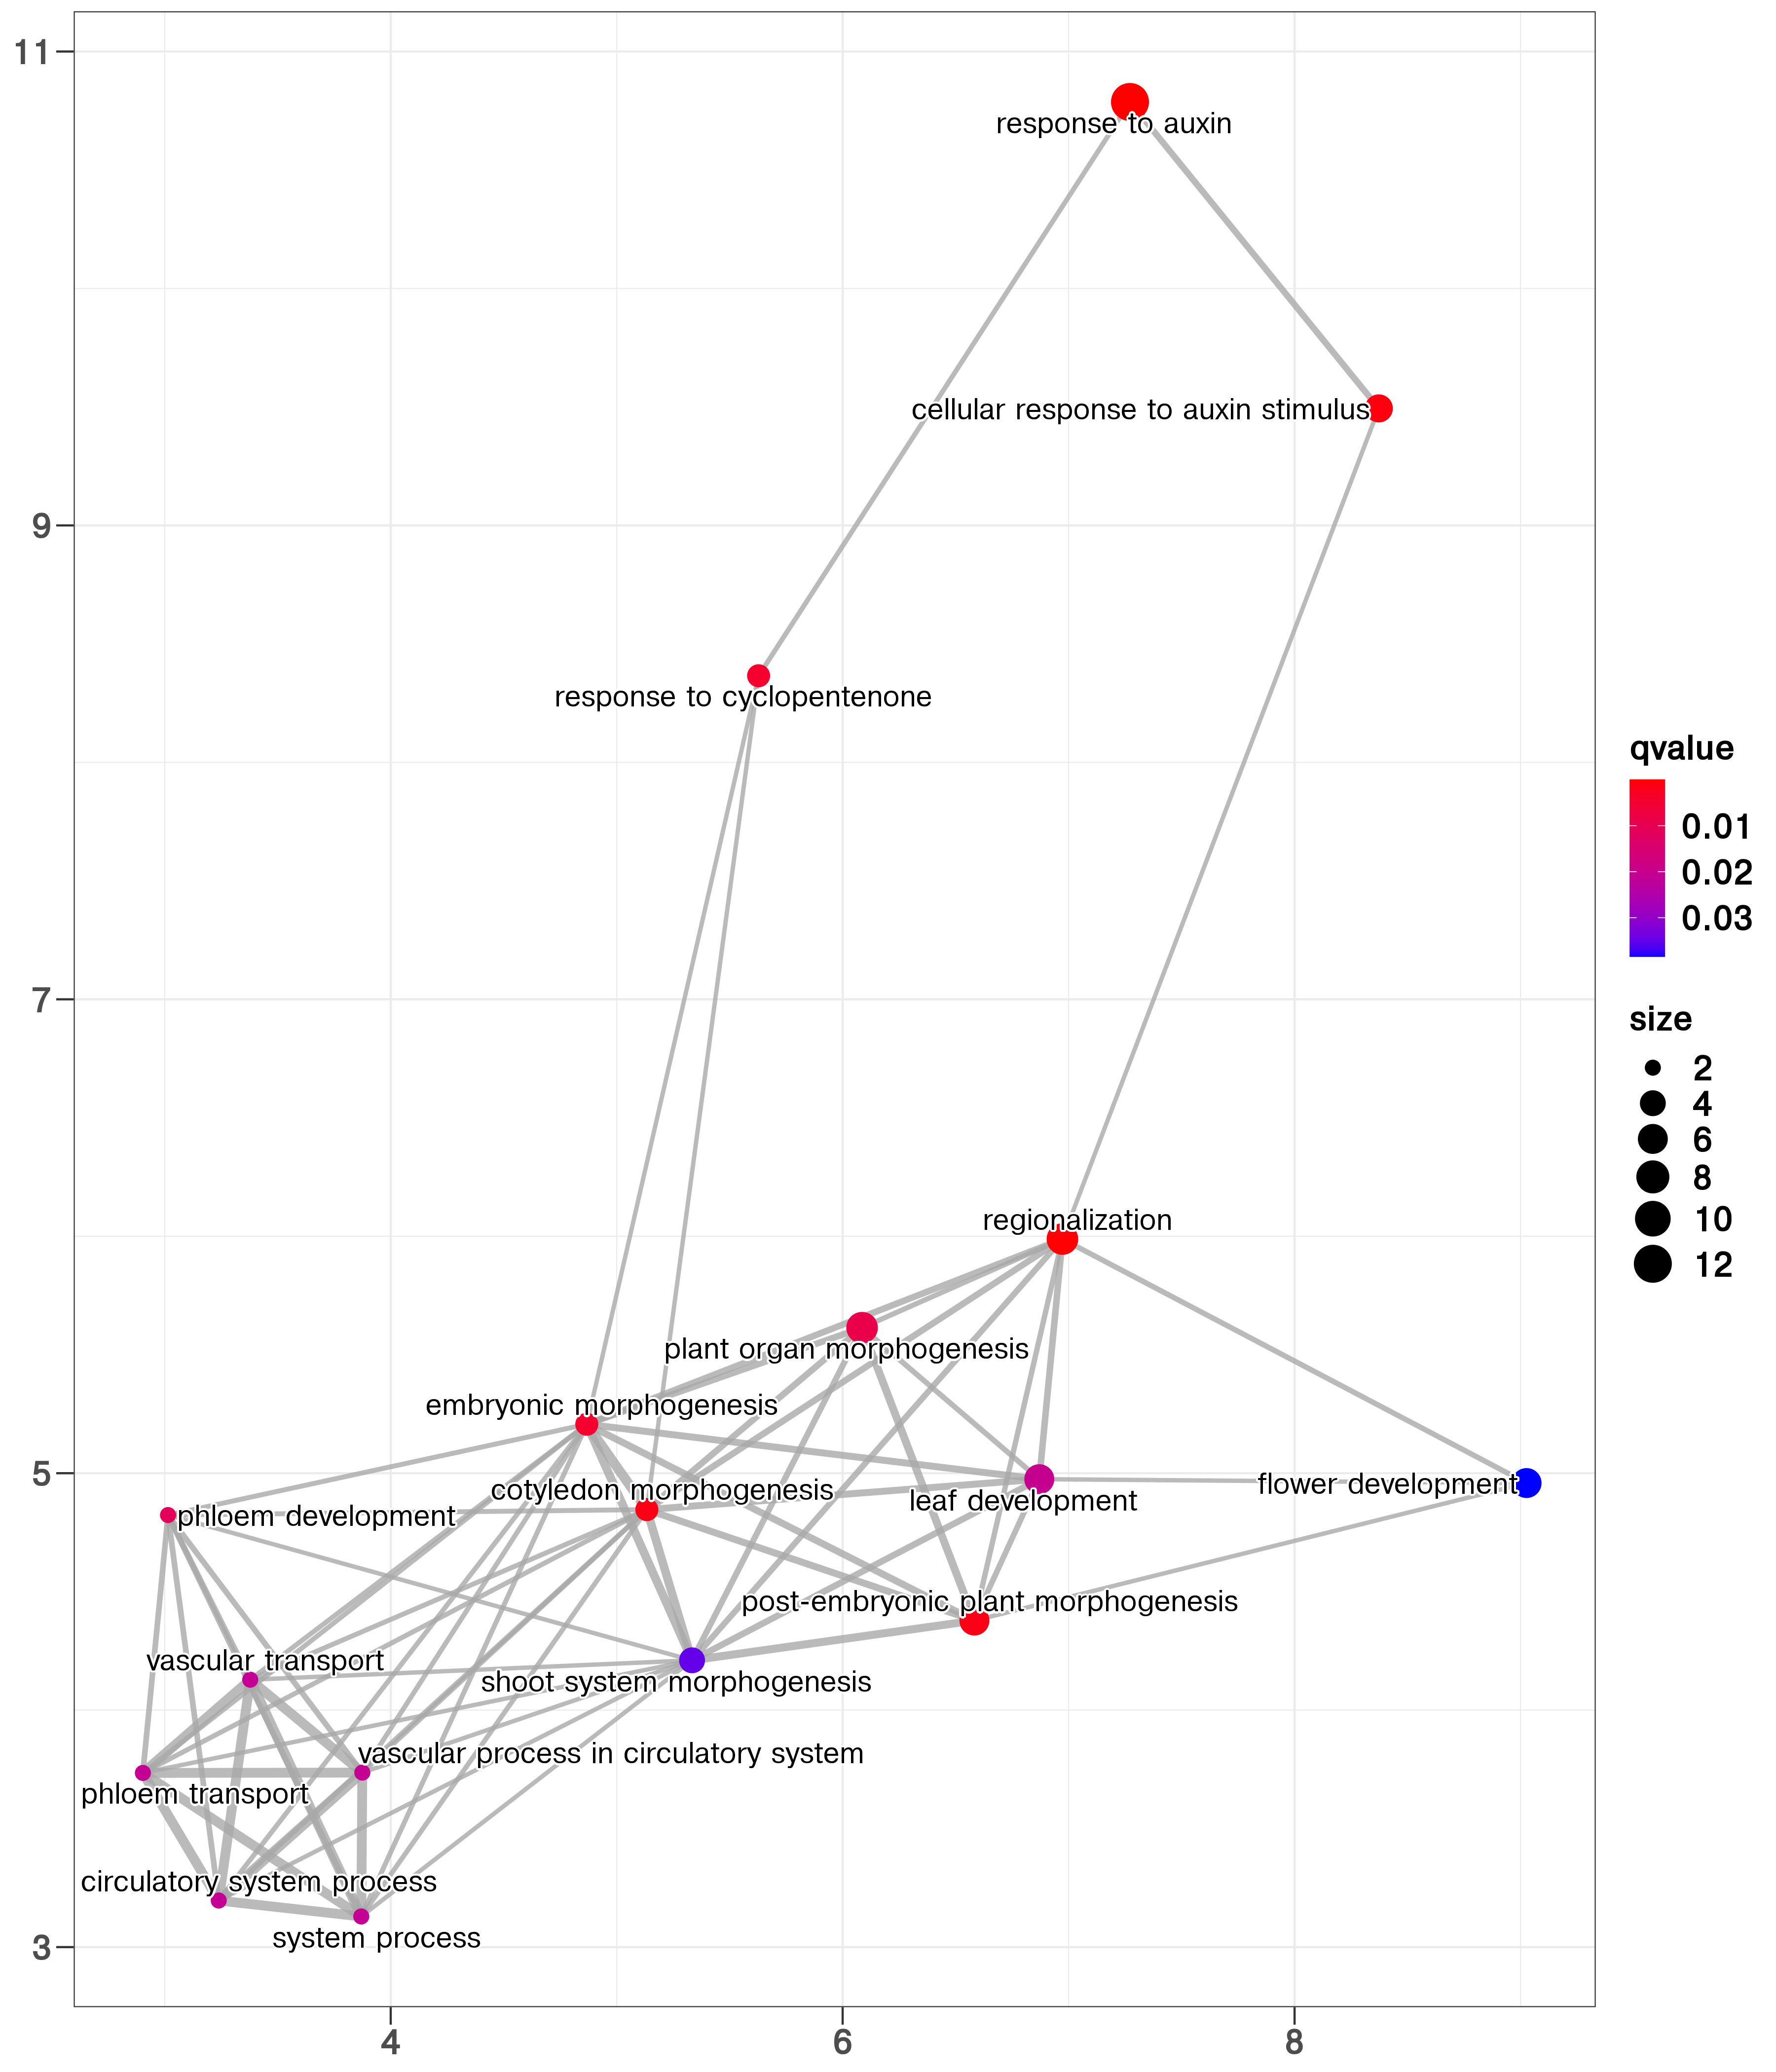 11
9
7
5
3
4
6
8
response to auxin
cellular response to auxin stimulus
response to cyclopentenone
regionalization
plant organ morphogenesis
embryonic morphogenesis
cotyledon morphogenesis
leaf development
flower development
phloem development
post-embryonic plant morphogenesis
vascular transport
shoot system morphogenesis
vascular process in circulatory system
phloem transport
circulatory system process
system process
qvalue
0.01
0.02
0.03
size
2
4
6
8
10
12